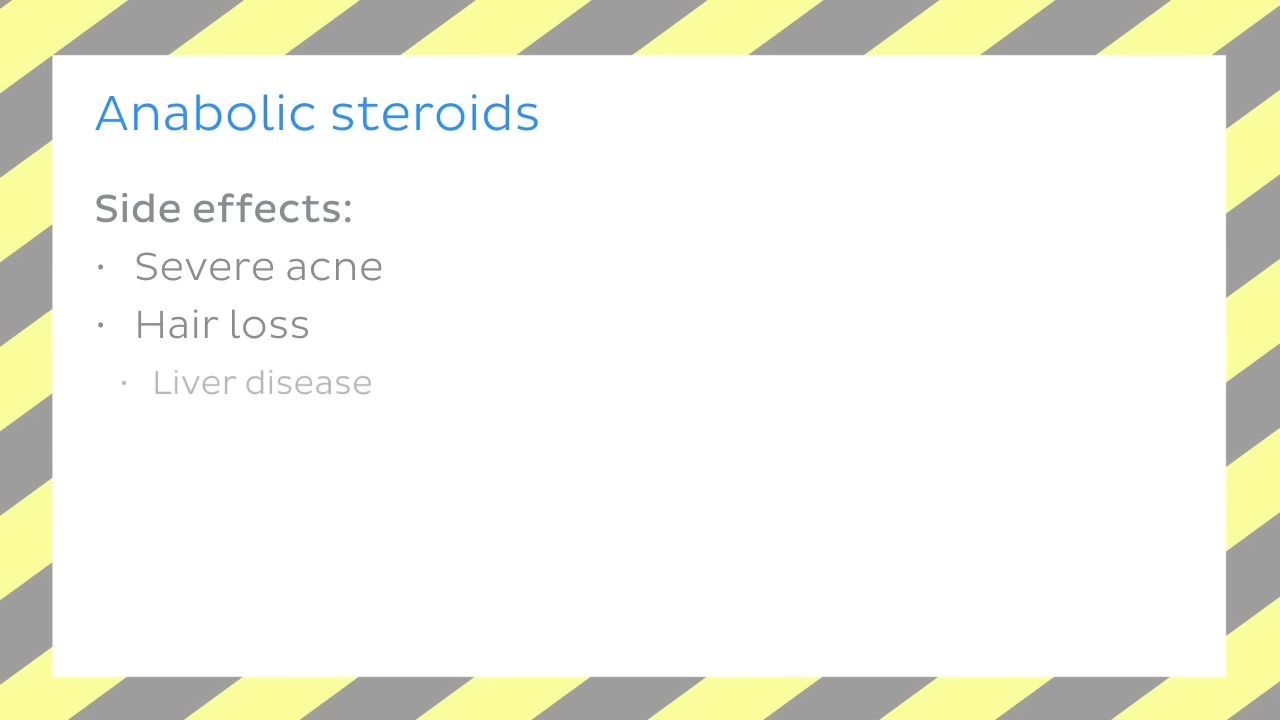 Anabolic steroids
Side effects:
· Severe acne
· Hair loss
· Liver disease